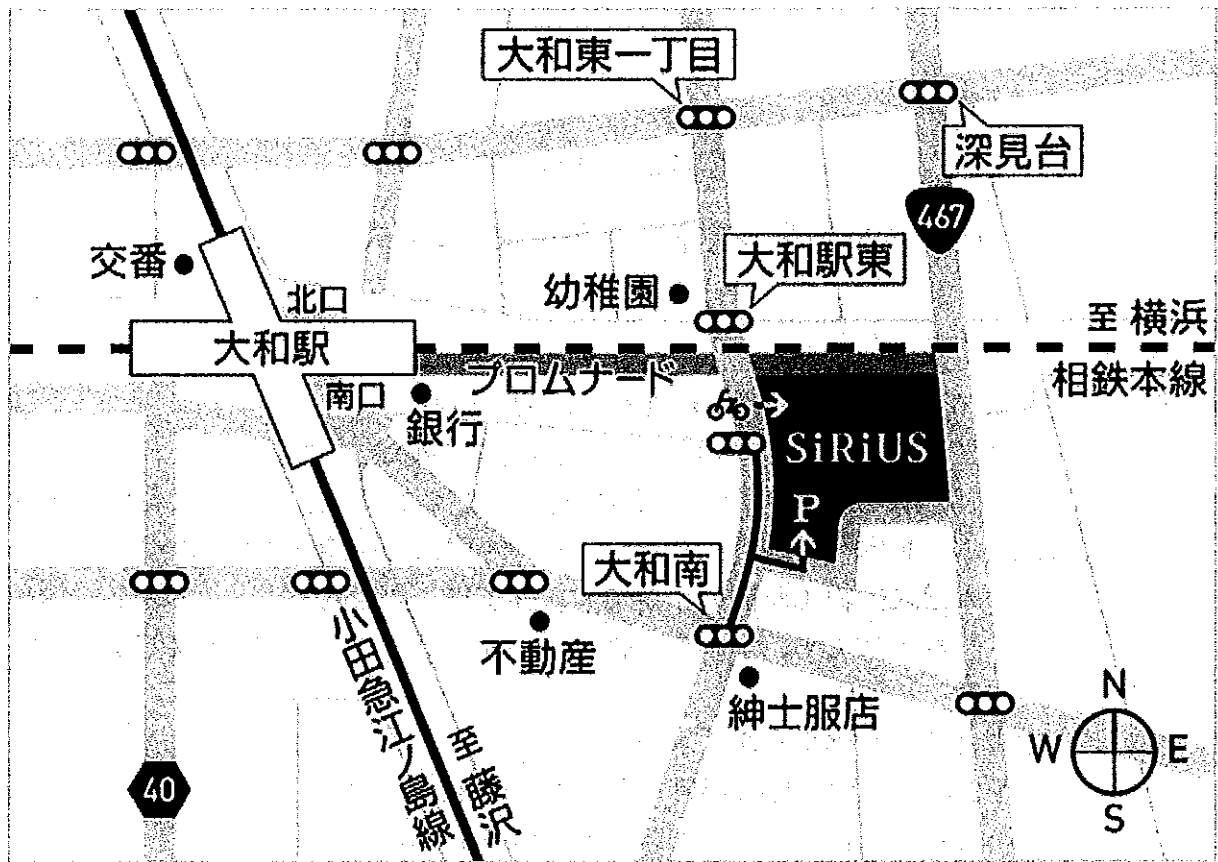 大和東一丁目
深見台
467
交番
北口
幼稚園
大和駅東
大和駅
至 横浜
プロムナード
相鉄本線
南口
銀行
SiRiUS
P
大和南
不動産
小田急江ノ島線
至 藤沢
紳士服店
40
N
W
E
S